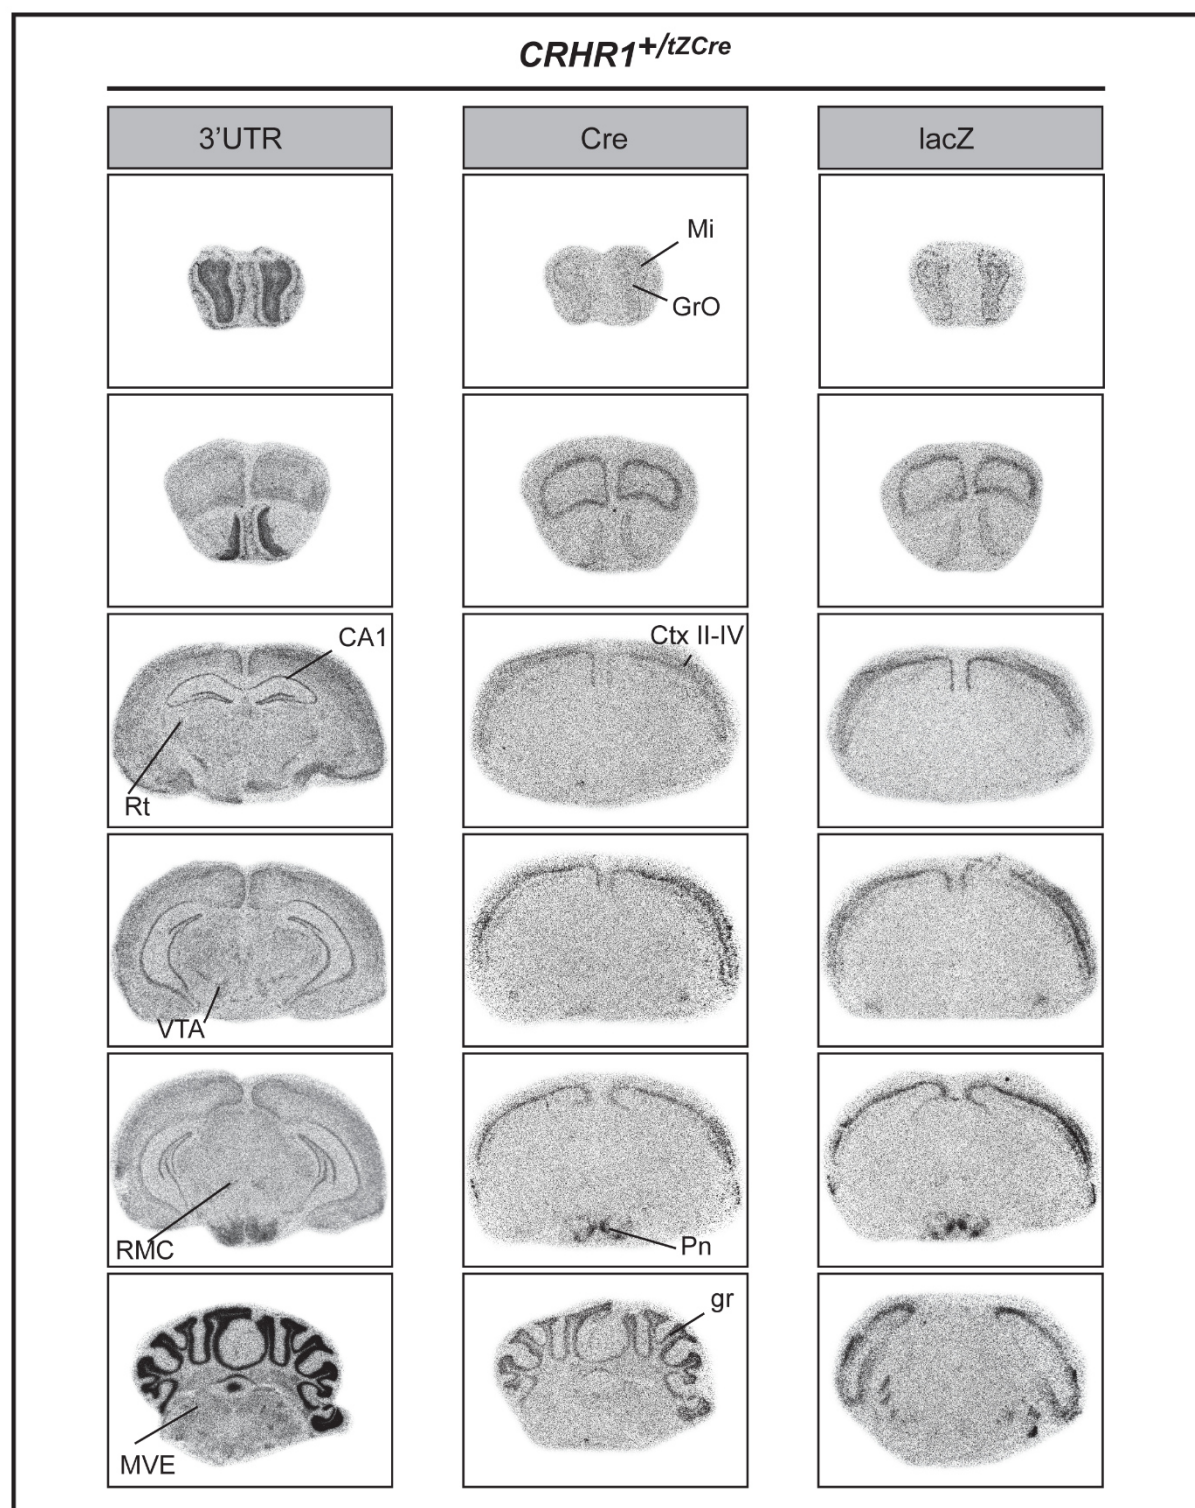 CRHR1+/tZCre
3’UTR Cre lacZ
Mi
GrO
CA1 Ctx II-IV
Rt
VTA
RMC Pn
gr
MVE